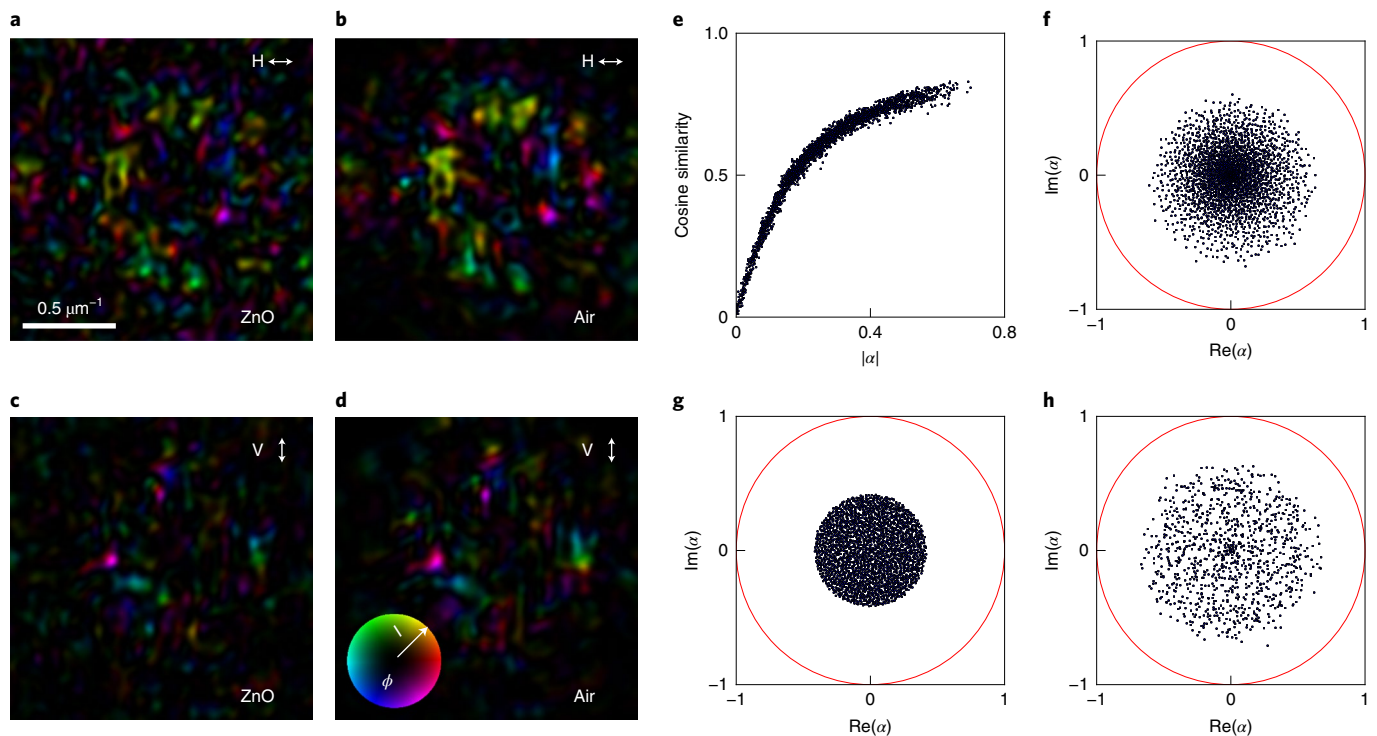 a
H
0.5 μm⁻¹
ZnO
b
H
Air
c
V
ZnO
d
V
I
ϕ
Air
e
Cosine similarity
1.0
0.5
0
0
0.4
0.8
|α|
f
Im(α)
1
0
−1
−1
0
1
Re(α)
g
Im(α)
1
0
−1
−1
0
1
Re(α)
h
Im(α)
1
0
−1
−1
0
1
Re(α)